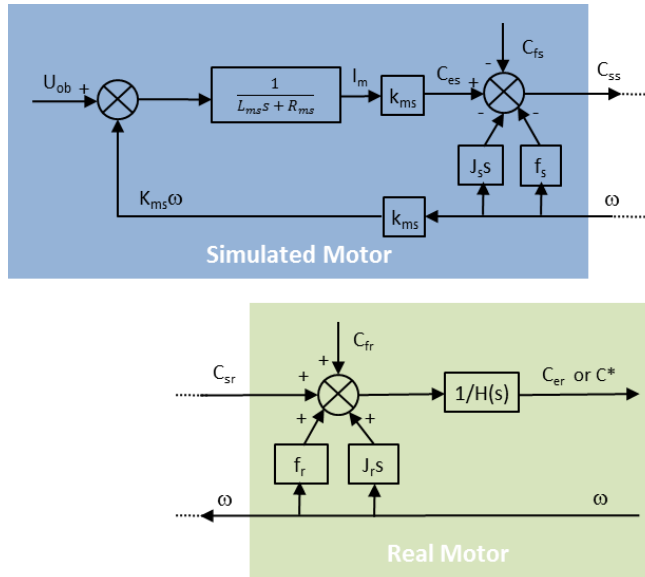 C_fs
C_ss
U_ob +
1
L_ms s + R_ms
I_m
k_ms
C_es
+
-
-
-
J_s s
f_s
K_ms ω
k_ms
ω
Simulated Motor
C_fr
+
C_sr
+
+
+
1/H(s)
C_er or C*
f_r
J_r s
ω
ω
Real Motor